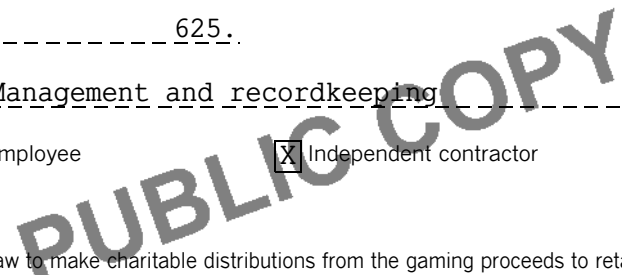 625.
Management and recordkeeping
mployee X Independent contractor
aw to make charitable distributions from the gaming proceeds to reta
PUBLIC COPY